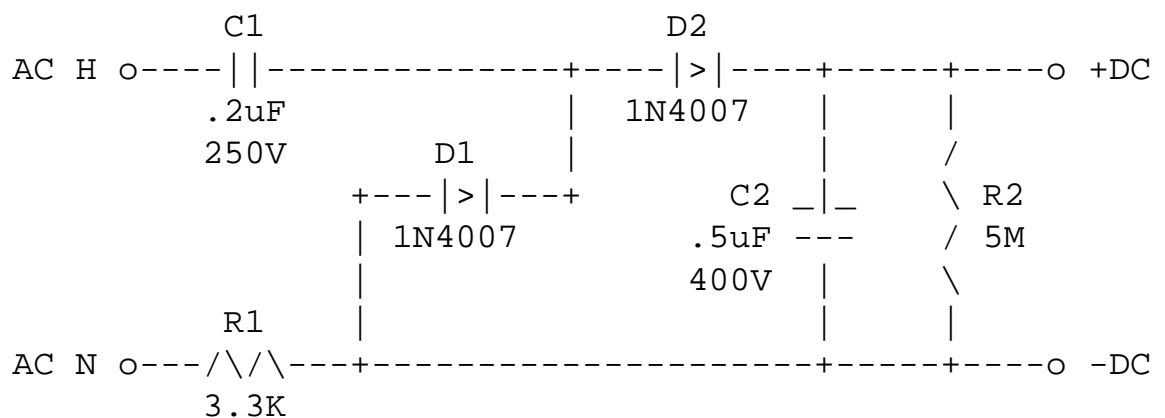 C1 D2
AC H o----||--------------+----|>|----+-----+----o +DC
.2uF | 1N4007 | |
250V D1 | | /
+---|>|---+ C2 _|_ \ R2
| 1N4007 .5uF --- / 5M
| 400V | \
| R1 | |
AC N o---/\/\---+----------------------+-----+----o -DC
3.3K